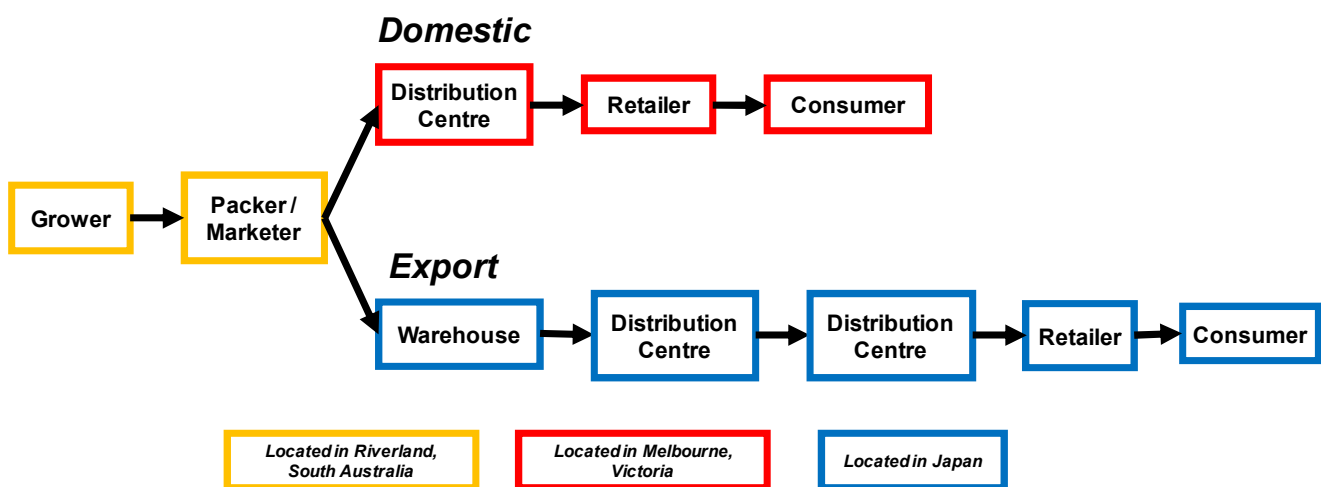 Domestic
Distribution
Centre
Retailer
Consumer
Grower
Packer /
Marketer
Export
Warehouse
Distribution
Centre
Distribution
Centre
Retailer
Consumer
Located in Riverland,
South Australia
Located in Melbourne,
Victoria
Located in Japan